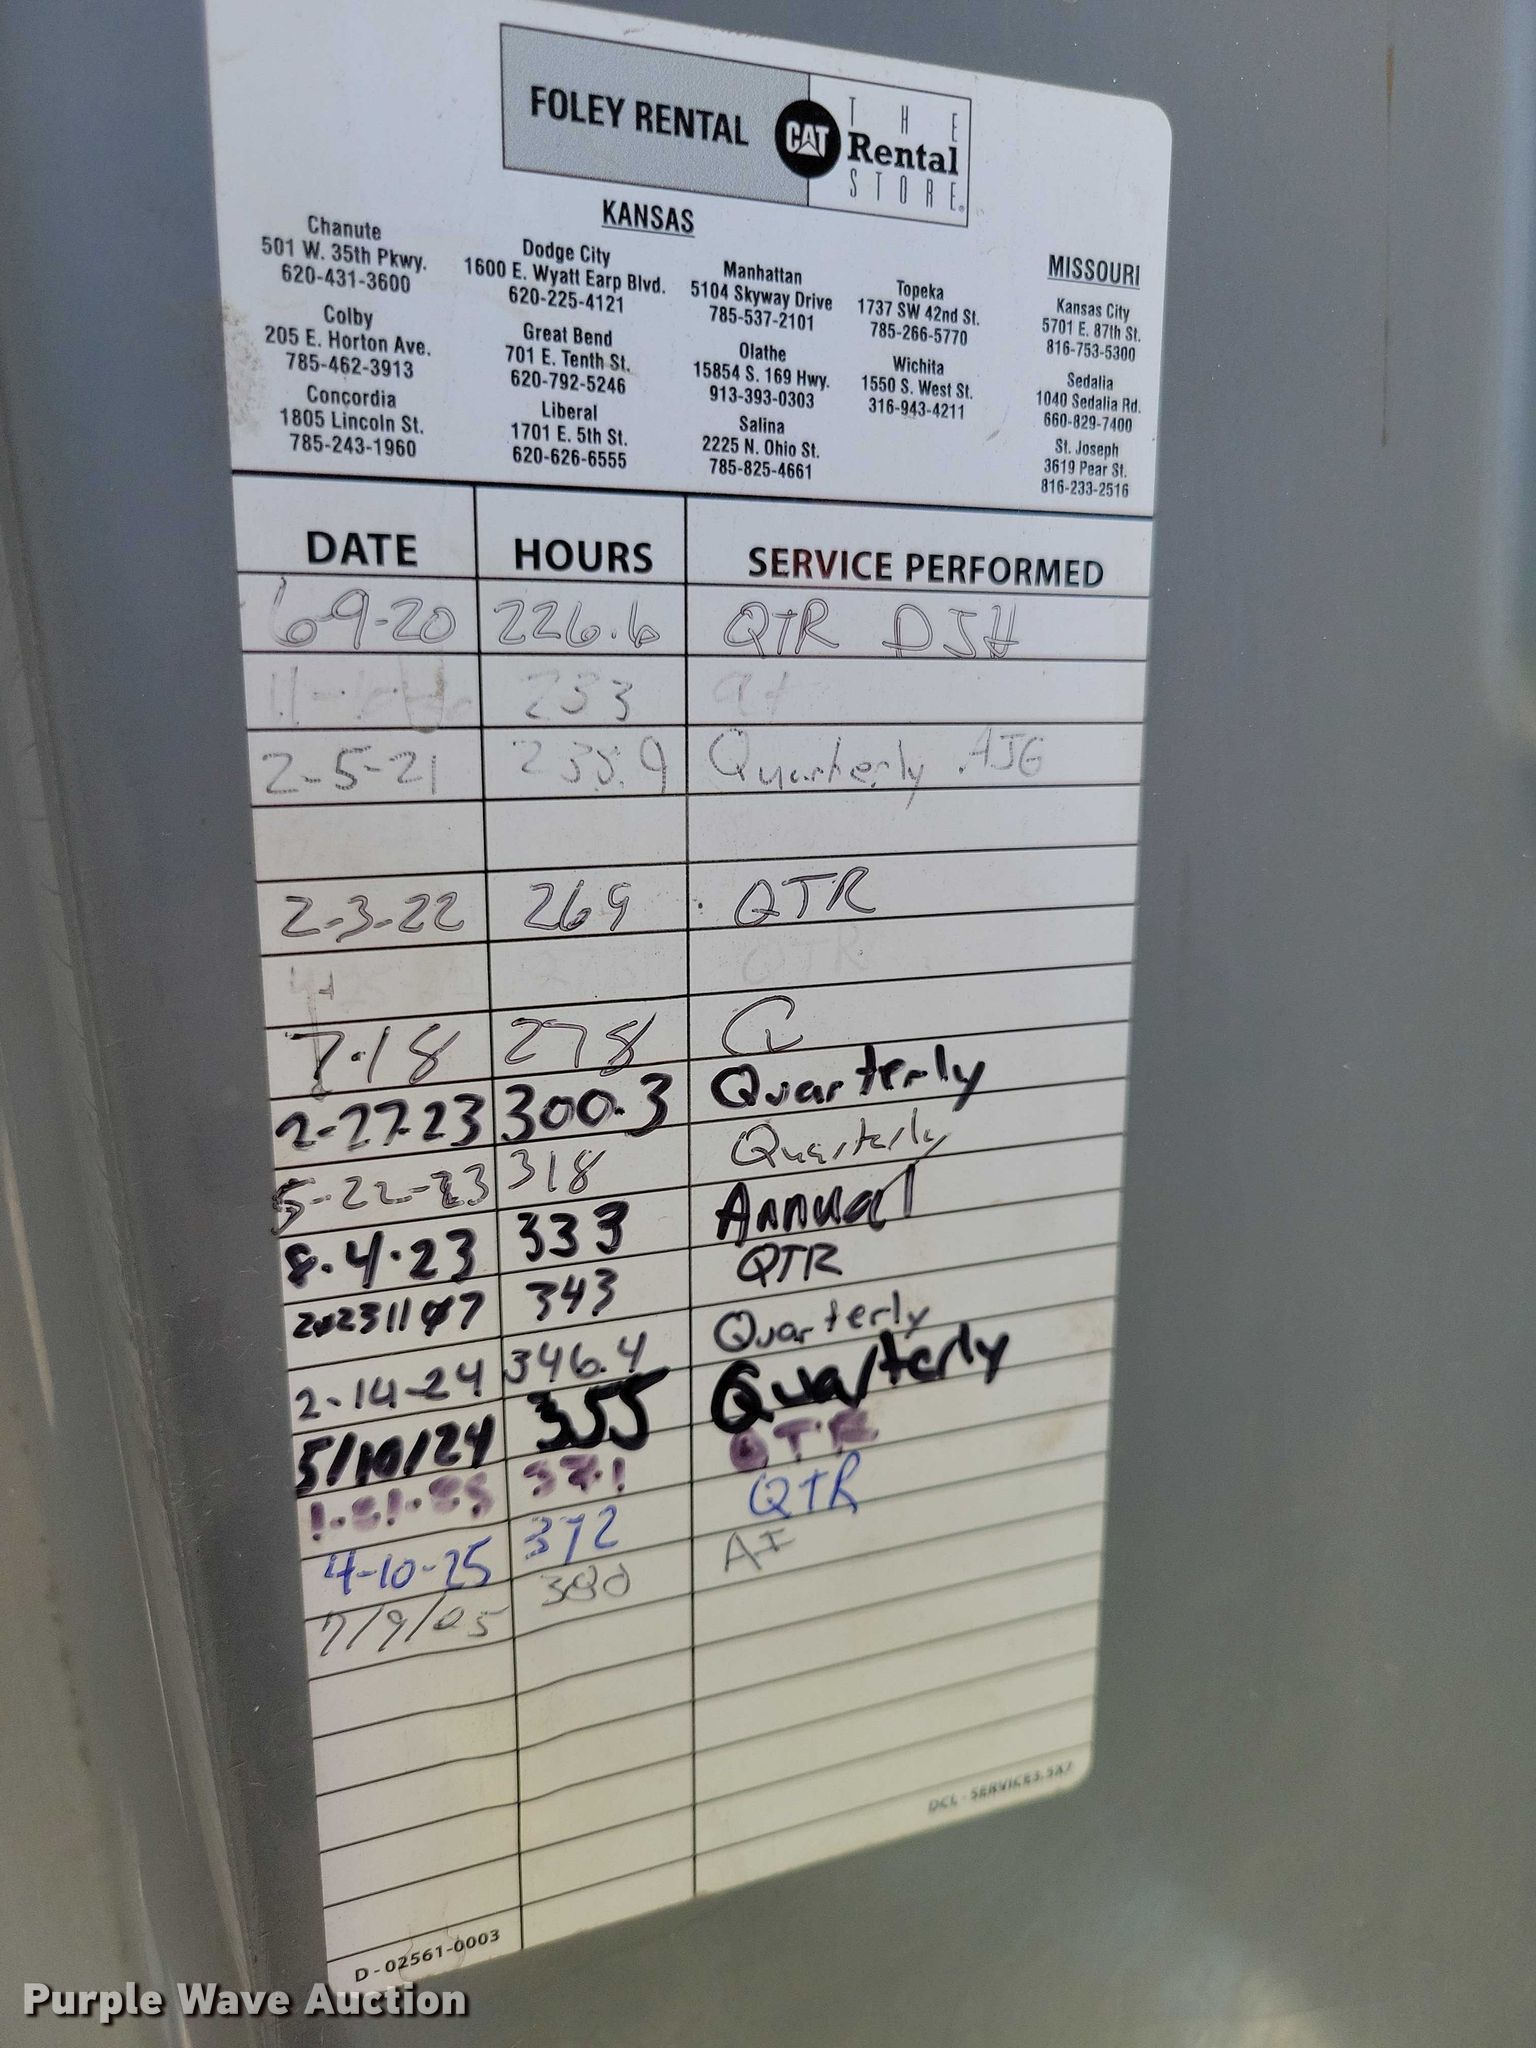 FOLEY RENTAL CAT THE Rental STORE®
KANSAS
Chanute
501 W. 35th Pkwy.
620-431-3600
Colby
205 E. Horton Ave.
785-462-3913
Concordia
1805 Lincoln St.
785-243-1960
Dodge City
1600 E. Wyatt Earp Blvd.
620-225-4121
Great Bend
701 E. Tenth St.
620-792-5246
Liberal
1701 E. 5th St.
620-626-6555
Manhattan
5104 Skyway Drive
785-537-2101
Olathe
15854 S. 169 Hwy.
913-393-0303
Salina
2225 N. Ohio St.
785-825-4661
Topeka
1737 SW 42nd St.
785-266-5770
Wichita
1550 S. West St.
316-943-4211
MISSOURI
Kansas City
5701 E. 87th St.
816-753-5300
Sedalia
1040 Sedalia Rd.
660-829-7400
St. Joseph
3619 Pear St.
816-233-2516
DATE HOURS SERVICE PERFORMED
6-9-20 226.6 QTR DJH
233
2-5-21 Quarterly AJG
2-3-22 269 QTR
QTR
7-18 278
2-27-23 300.3 Quarterly
5-22-23 318 Quarterly
8.4.23 333 Annual
20231107 343 QTR
2-14-24 346.4 Quarterly
5/10/24 355 Quarterly
371 QTR
4-10-25 372 QTR
380 AI
DCL - SERVICE3.5X7
D - 02561-0003
Purple Wave Auction